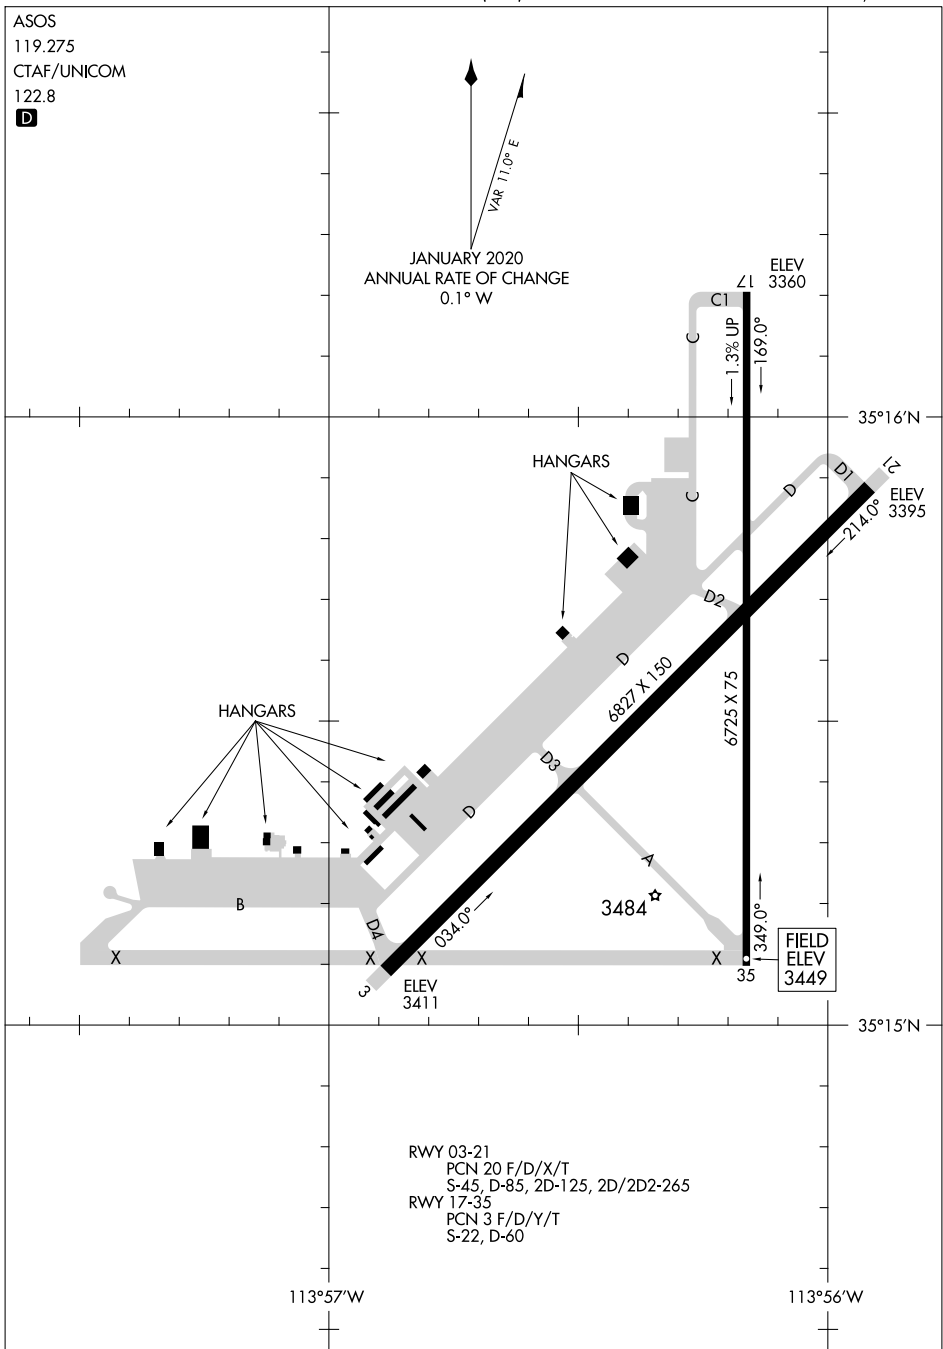 ASOS
119.275
CTAF/UNICOM
122.8
D
VAR 11.0° E
JANUARY 2020
ANNUAL RATE OF CHANGE
0.1° W
17
ELEV
3360
C1
C
1.3% UP
169.0°
35°16'N
HANGARS
C
D
D1
21
ELEV
3395
214.0°
D2
D
6827 X 150
6725 X 75
HANGARS
D3
D
A
3484
B
D4
034.0°
349.0°
X
X
X
X
FIELD
ELEV
3449
35
3
ELEV
3411
35°15'N
RWY 03-21
PCN 20 F/D/X/T
S-45, D-85, 2D-125, 2D/2D2-265
RWY 17-35
PCN 3 F/D/Y/T
S-22, D-60
113°57'W
113°56'W